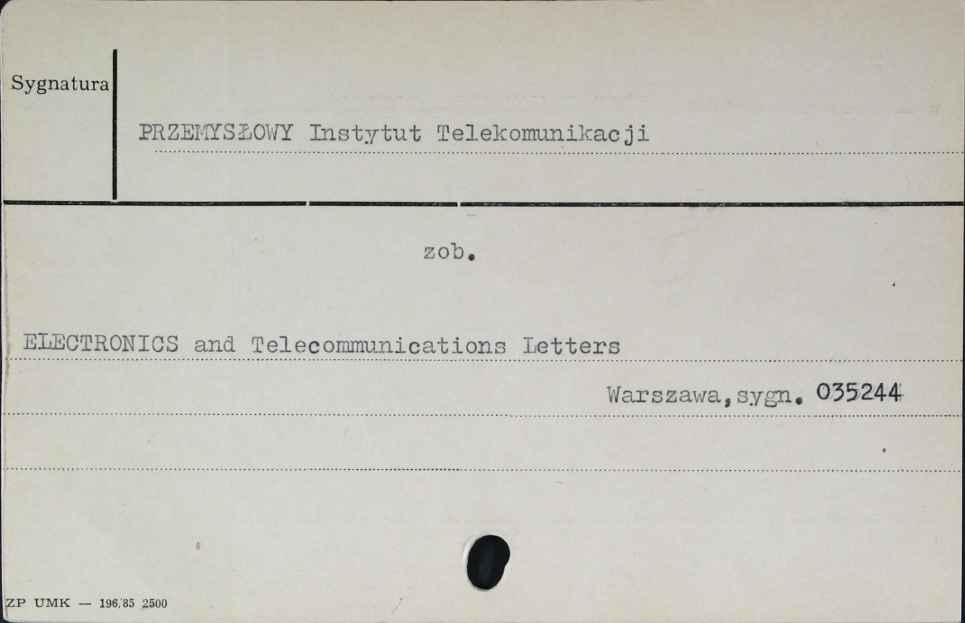 Sygnatura
PRZEMYSŁOWY Instytut Telekomunikacji
zob.
ELECTRONICS and Telecommunications Letters
Warszawa, sygn. 035244
ZP UMK — 196/85 2500